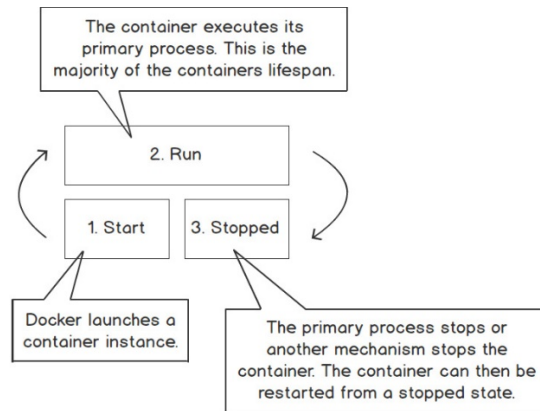 The container executes its
primary process. This is the
majority of the containers lifespan.
2. Run
1. Start
3. Stopped
Docker launches a
container instance.
The primary process stops or
another mechanism stops the
container. The container can then be
restarted from a stopped state.